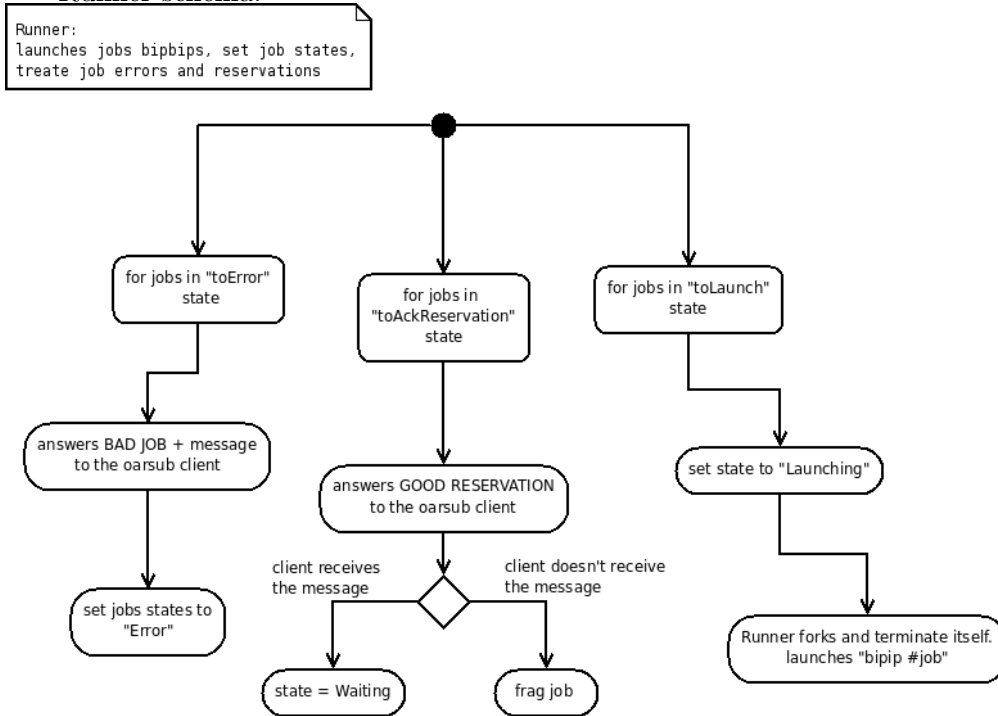 Runner:
launches jobs bipbips, set job states,
treate job errors and reservations
for jobs in "toError"
state
for jobs in
"toAckReservation"
state
for jobs in "toLaunch"
state
answers BAD JOB + message
to the oarsub client
answers GOOD RESERVATION
to the oarsub client
set state to "Launching"
client receives
the message
client doesn't receive
the message
set jobs states to
"Error"
Runner forks and terminate itself.
launches "bipip #job"
state = Waiting
frag job